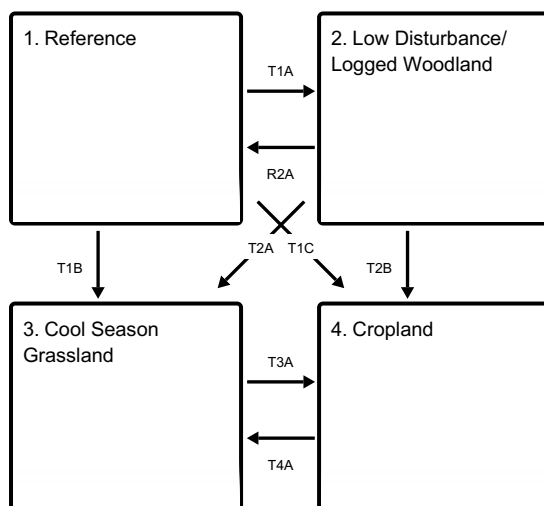 1. Reference
2. Low Disturbance/
Logged Woodland
T1A
R2A
T1B
T2A
T1C
T2B
3. Cool Season
Grassland
4. Cropland
T3A
T4A